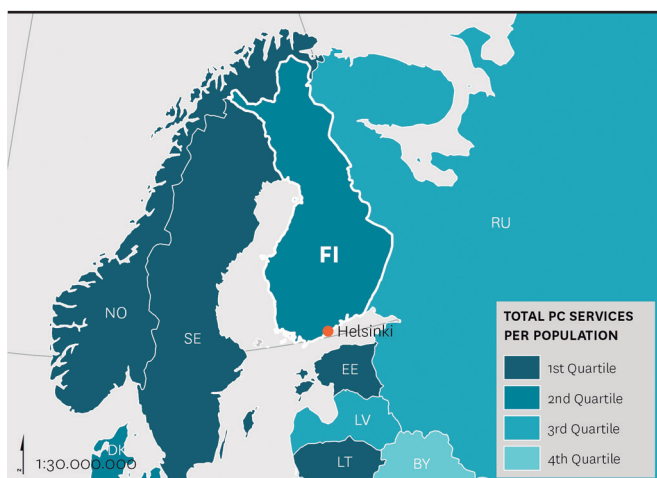 FI
RU
NO
SE
Helsinki
EE
LV
LT
BY
DK
1:30.000.000
TOTAL PC SERVICES
PER POPULATION
1st Quartile
2nd Quartile
3rd Quartile
4th Quartile